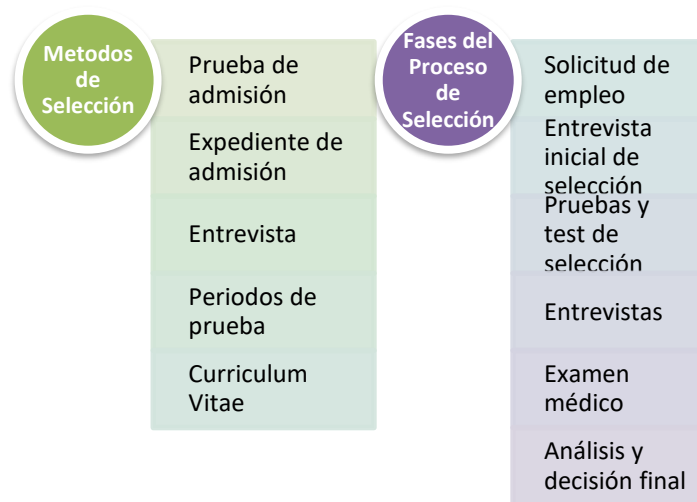 Metodos
de
Selección
Prueba de
admisión
Expediente de
admisión
Entrevista
Periodos de
prueba
Curriculum
Vitae
Fases del
Proceso
de
Selección
Solicitud de
empleo
Entrevista
inicial de
selección
Pruebas y
test de
selección
Entrevistas
Examen
médico
Análisis y
decisión final